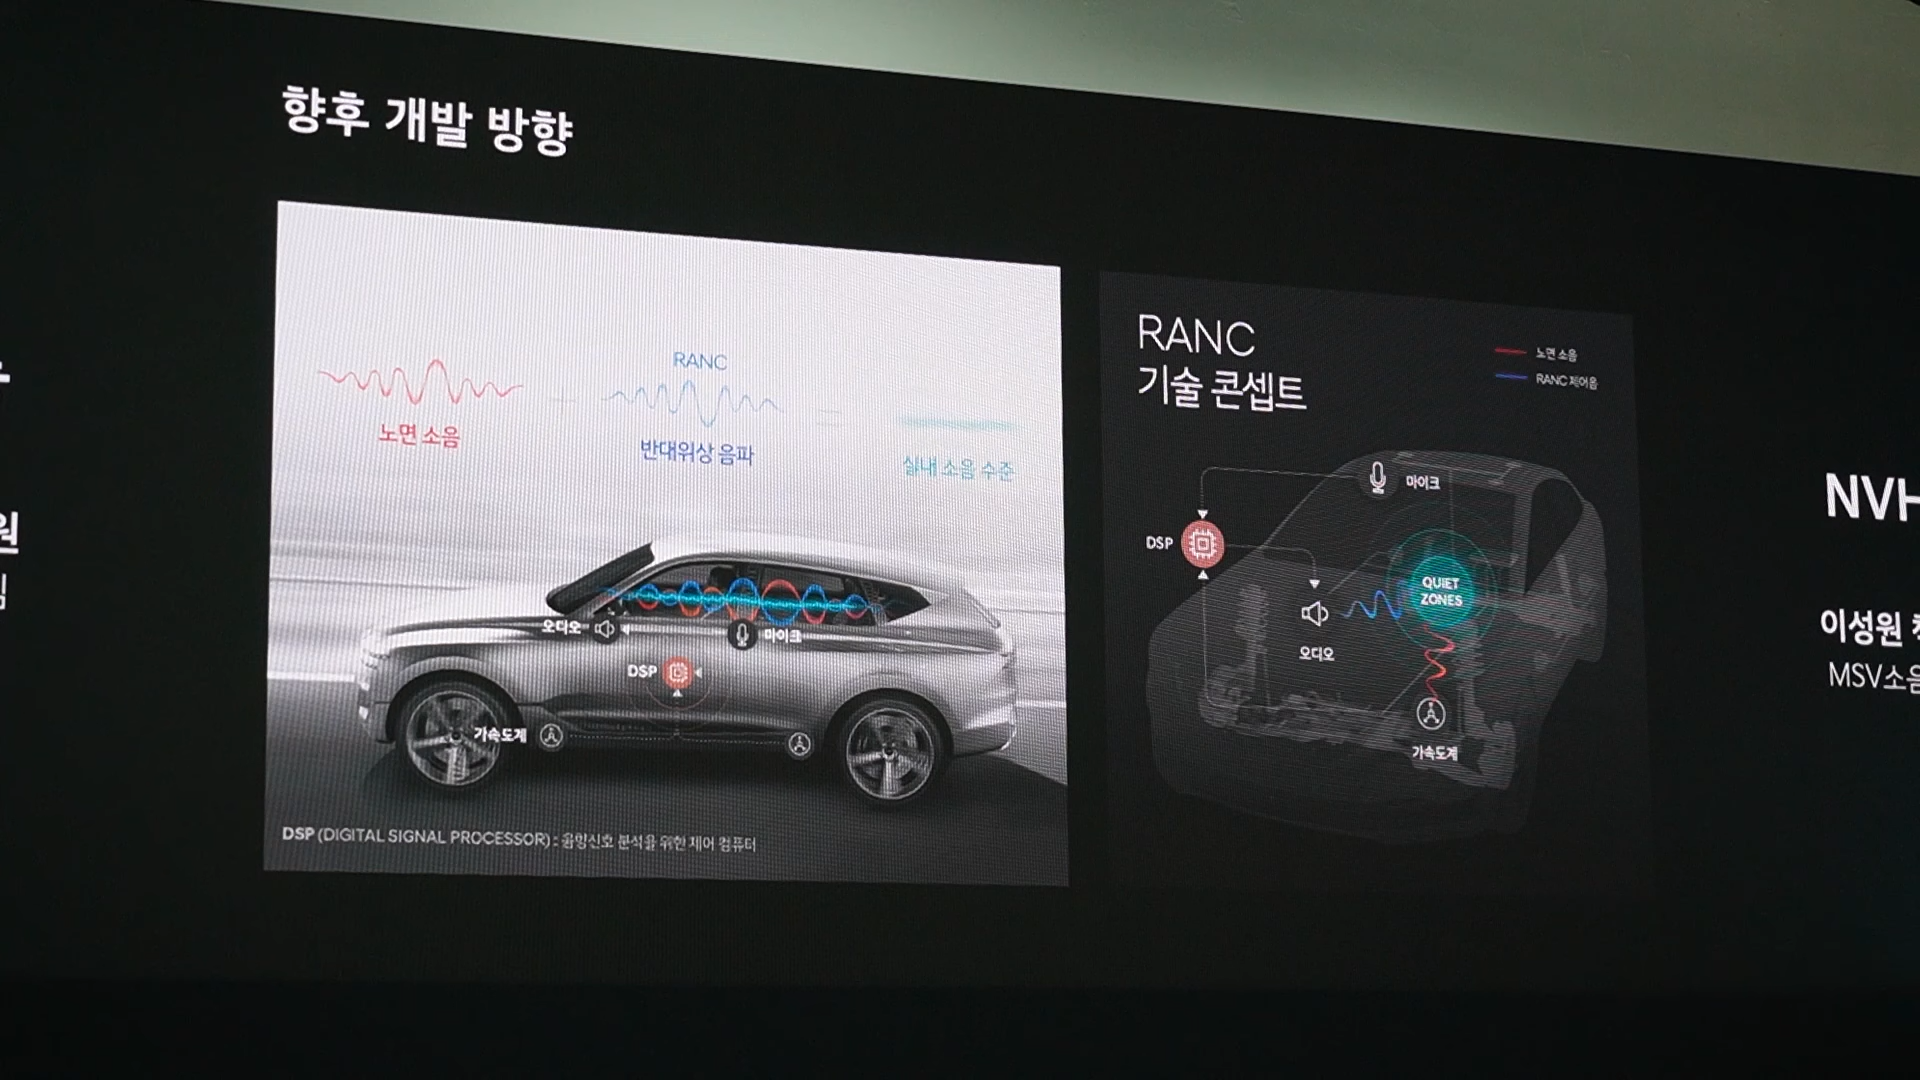 향후 개발 방향
RANC
노면 소음
반대위상 음파
실내 소음 수준
오디오
마이크
DSP
가속도계
DSP (DIGITAL SIGNAL PROCESSOR) : 음향신호 분석을 위한 제어 컴퓨터
RANC
기술 콘셉트
노면 소음
RANC 제어음
마이크
DSP
QUIET
ZONES
오디오
가속도계
원
NVH
이성원
MSV소음